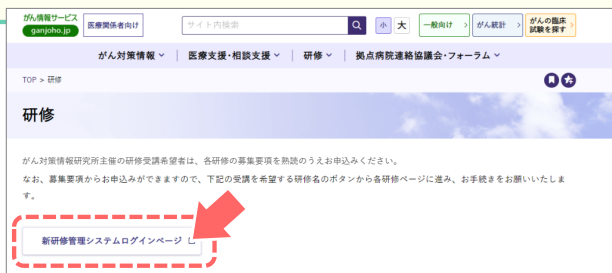 がん情報サービス
ganjoho.jp
医療関係者向け
サイト内検索
小 大
一般向け
がん統計
がんの臨床
試験を探す
がん対策情報 医療支援・相談支援 研修 拠点病院連絡協議会・フォーラム
TOP > 研修
研修
がん対策情報研究所主催の研修受講希望者は、各研修の募集要項を熟読のうえお申込みください。
なお、募集要項からお申込みができますので、下記の受講を希望する研修名のボタンから各研修ページに進み、お手続きをお願いいたしま
す。
新研修管理システムログインページ